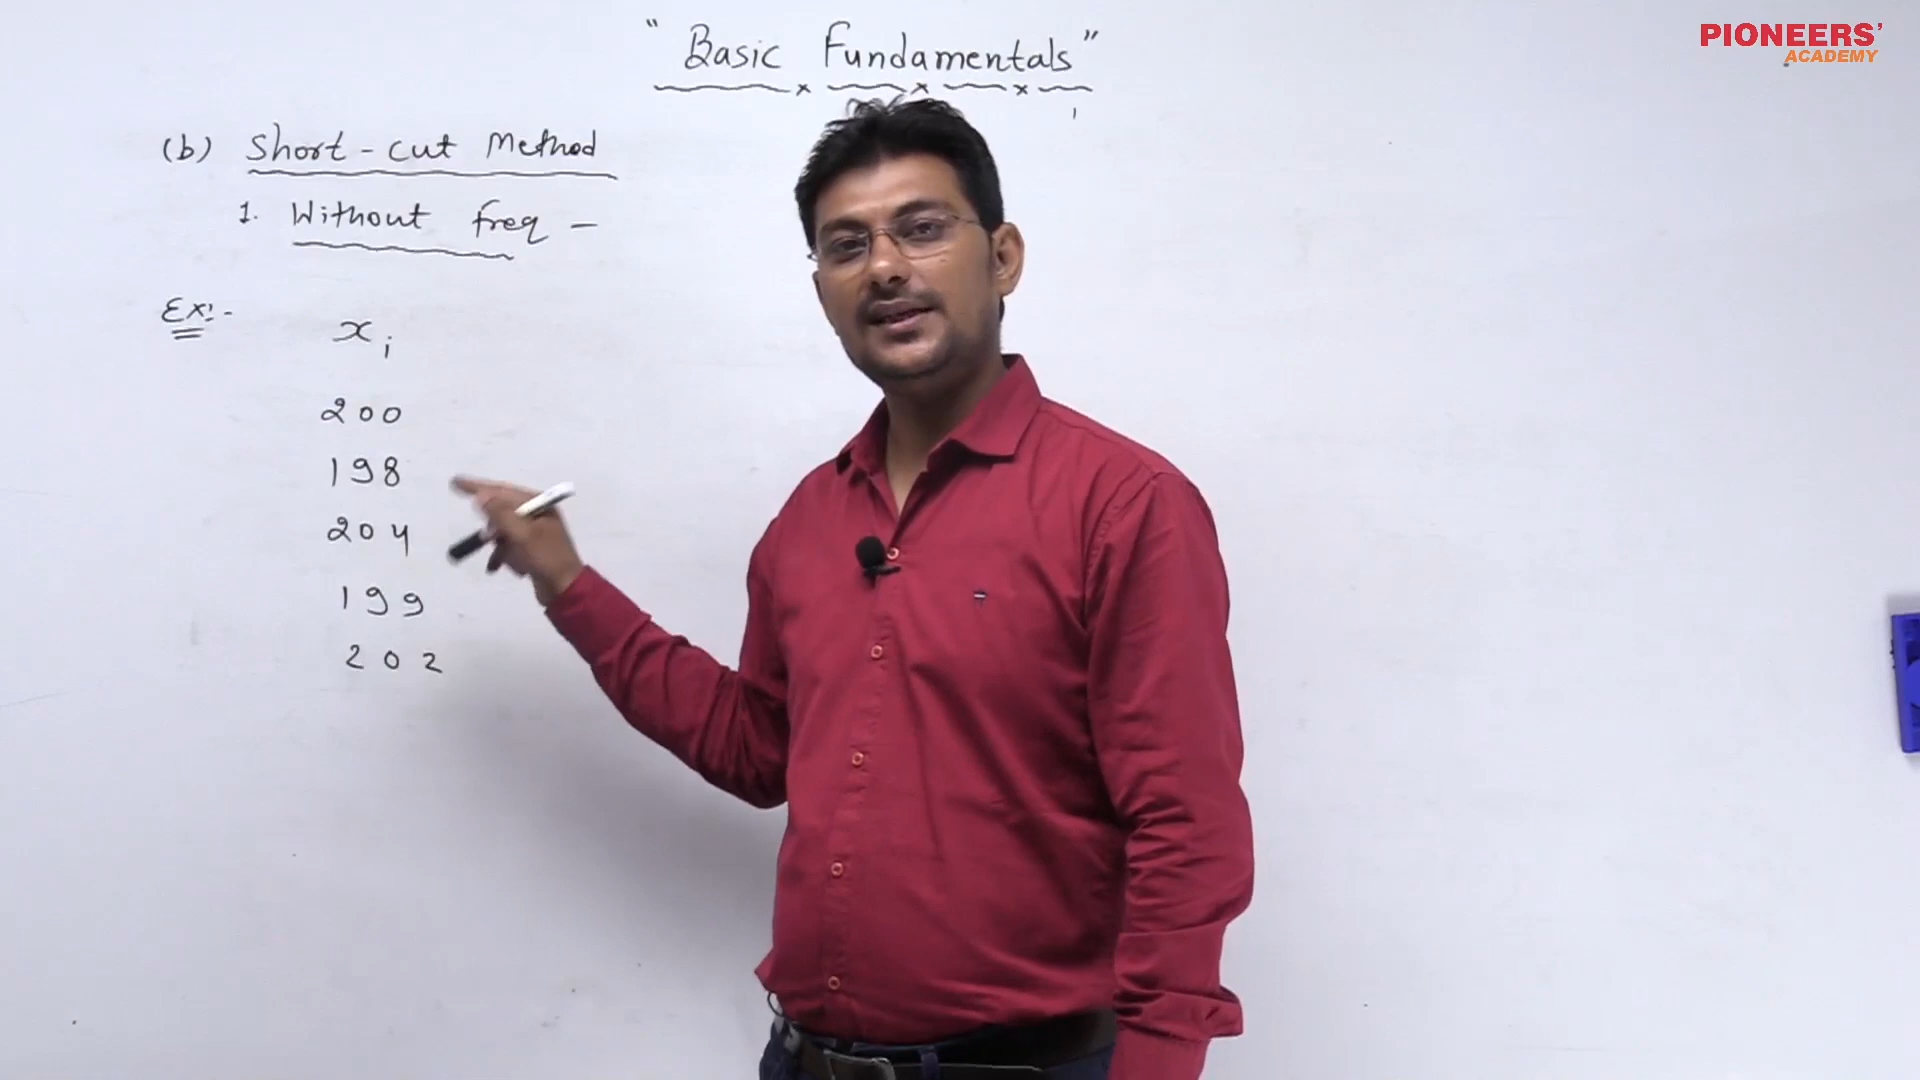 " Basic Fundamentals "
PIONEERS'
ACADEMY
(b) Short-cut Method
1. Without freq -
Ex:-
xi
200
198
204
199
202